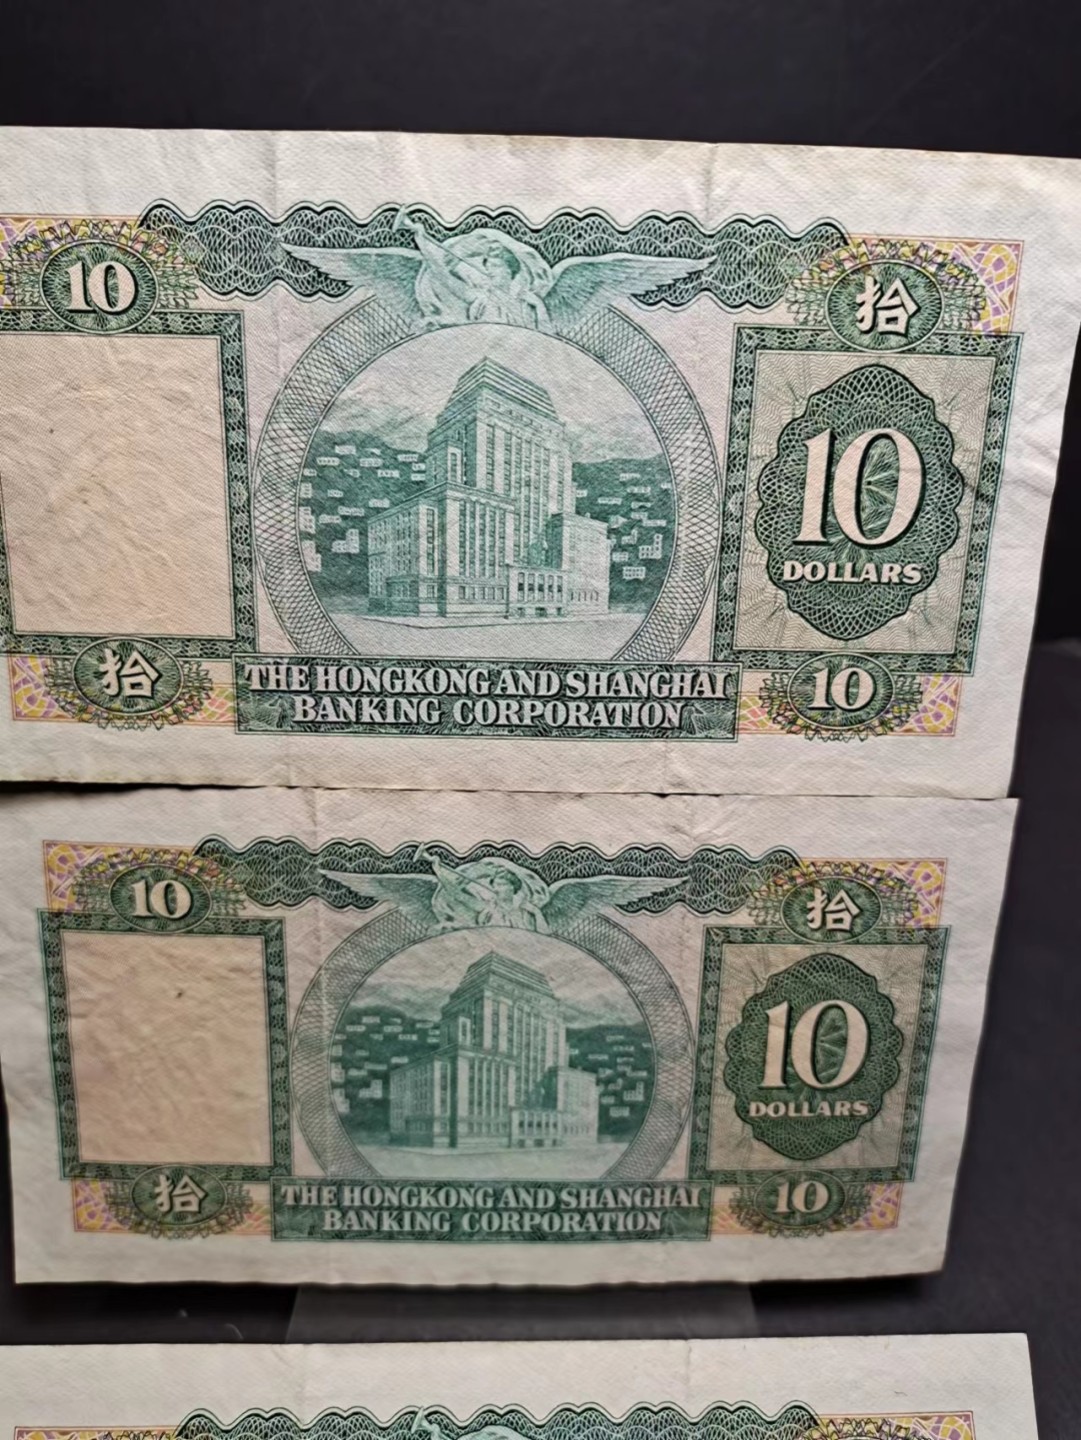 10 拾
10
DOLLARS
拾 10
THE HONGKONG AND SHANGHAI
BANKING CORPORATION
10 拾
10
DOLLARS
拾 10
THE HONGKONG AND SHANGHAI
BANKING CORPORATION